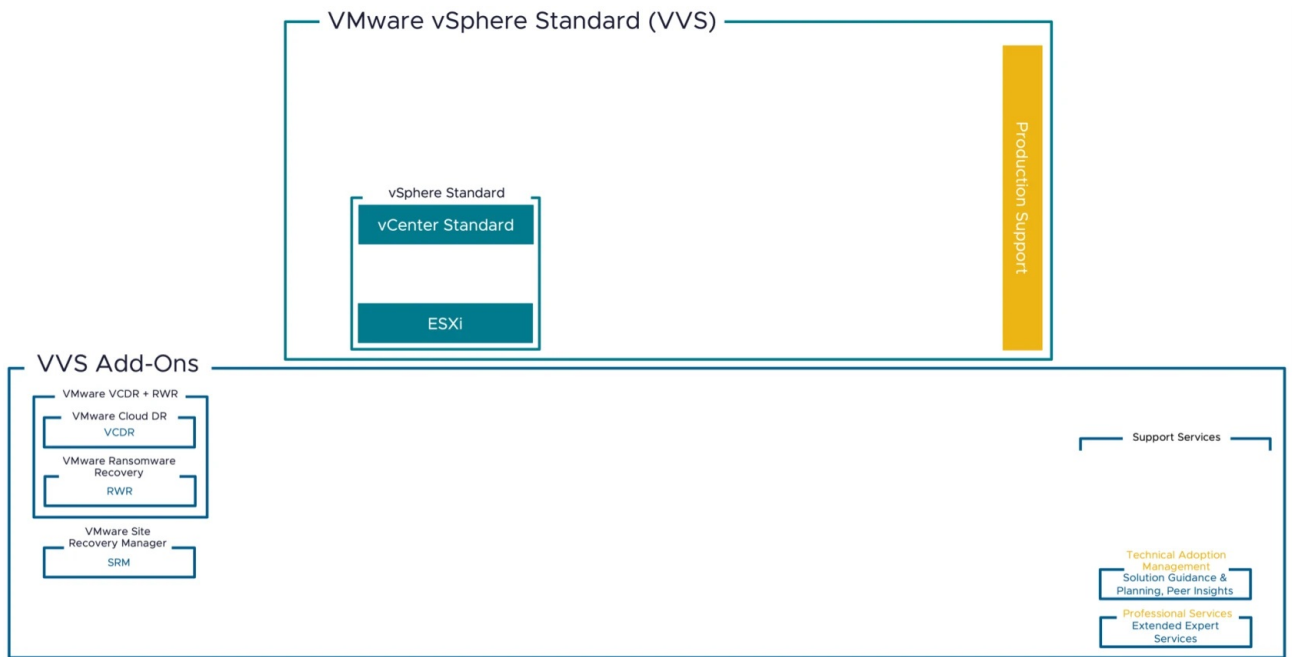 VMware vSphere Standard (VVS)
Production Support
vSphere Standard
vCenter Standard
ESXi
VVS Add-Ons
VMware VCDR + RWR
VMware Cloud DR
VCDR
VMware Ransomware
Recovery
RWR
VMware Site
Recovery Manager
SRM
Support Services
Technical Adoption
Management
Solution Guidance &
Planning, Peer Insights
Professional Services
Extended Expert
Services